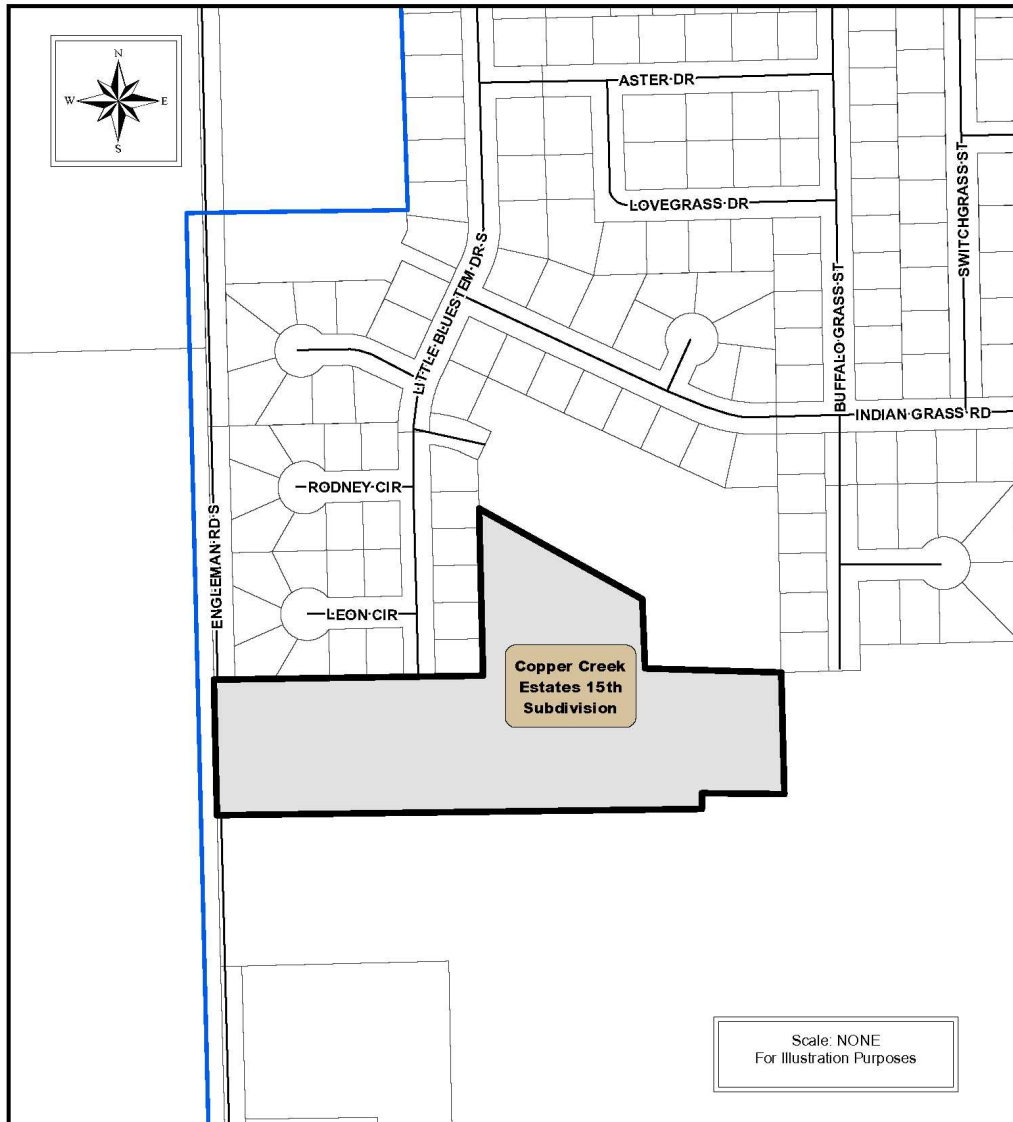 N
W E
S
ASTER DR
LOVEGRASS DR
LITTLE BLUESTEM DR S
BUFFALO GRASS ST
SWITCHGRASS ST
INDIAN GRASS RD
RODNEY CIR
ENGLEMAN RD S
LEON CIR
Copper Creek
Estates 15th
Subdivision
Scale: NONE
For Illustration Purposes